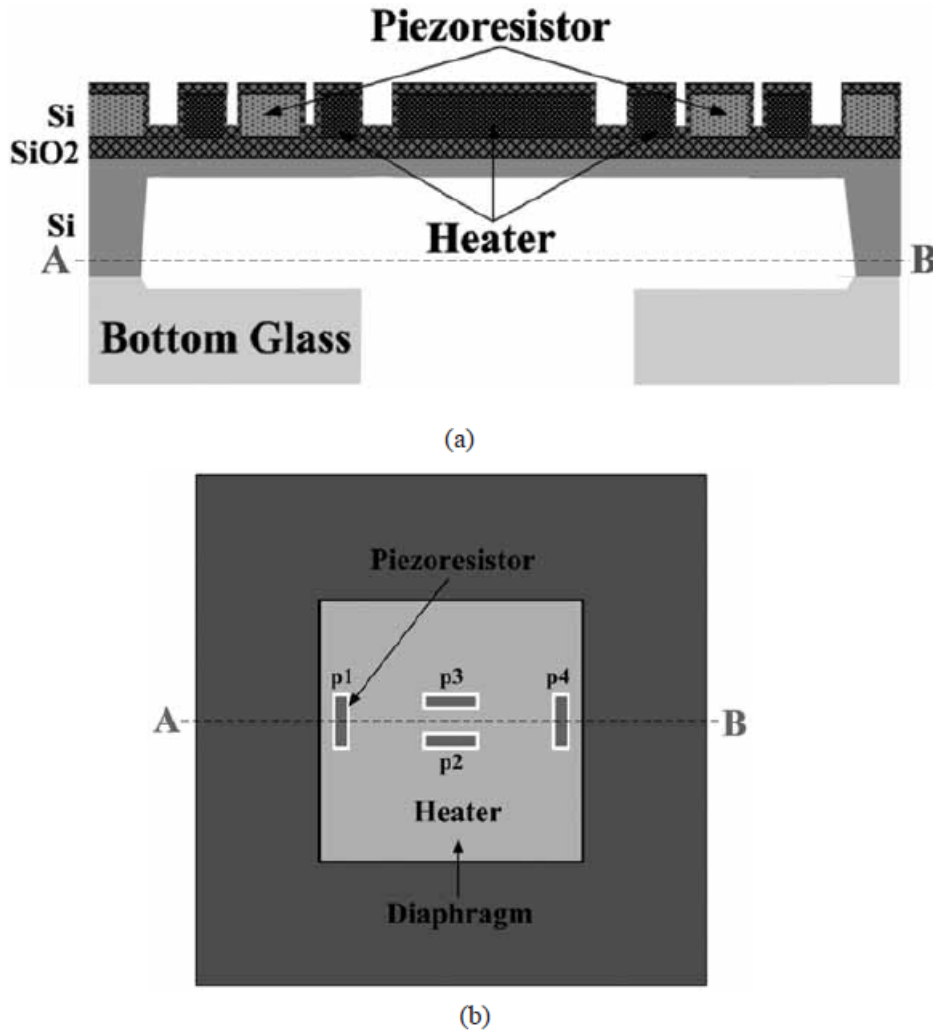 Piezoresistor
Si
SiO2
Si
Heater
A B
Bottom Glass
(a)
Piezoresistor
p1 p3 p4
A B
p2
Heater
Diaphragm
(b)